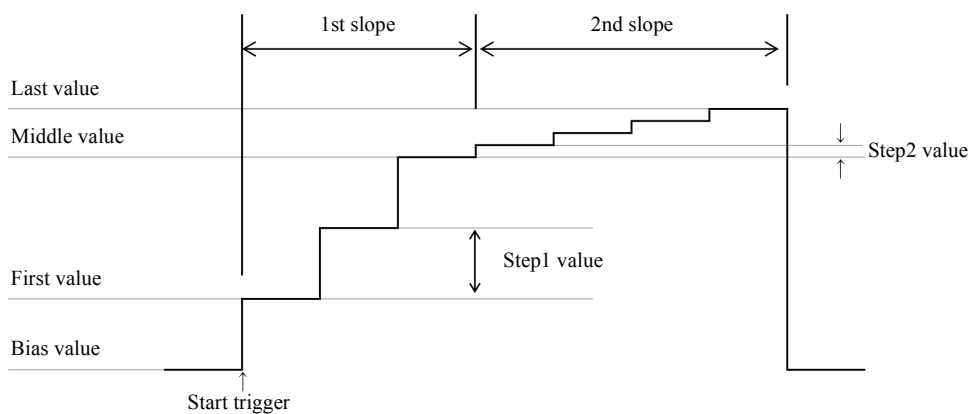 1st slope
2nd slope
Last value
Middle value
Step2 value
Step1 value
First value
Bias value
Start trigger